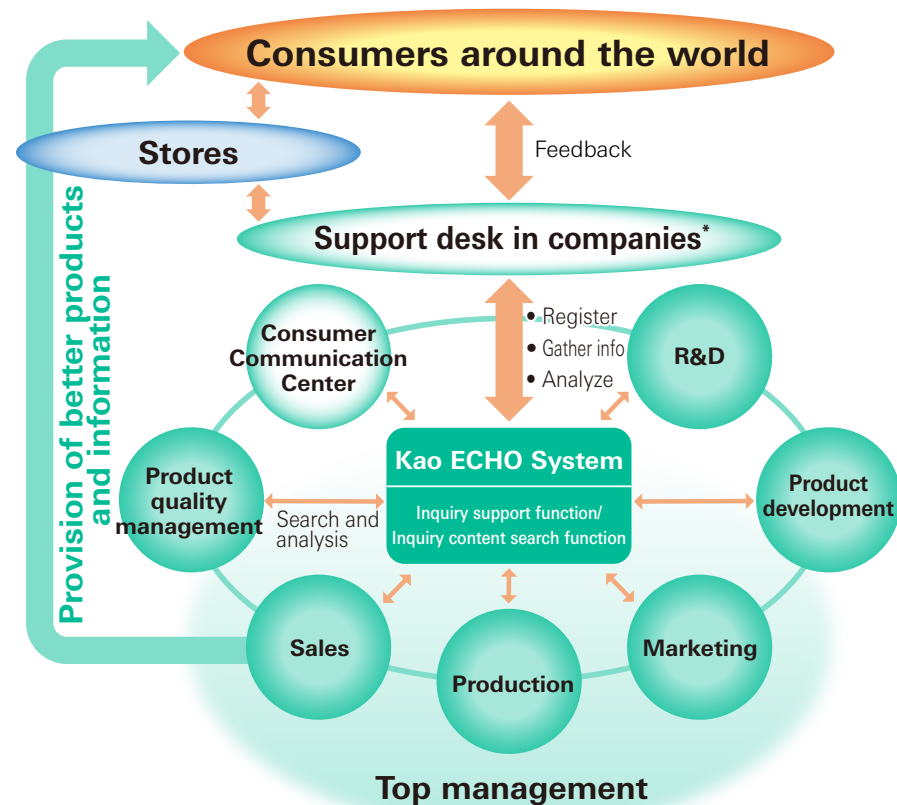 Consumers around the world
Stores
Feedback
Support desk in companies*
Provision of better products
and information
• Register
• Gather info
• Analyze
Consumer
Communication
Center
R&D
Kao ECHO System
Inquiry support function/
Inquiry content search function
Product
quality
management
Search and
analysis
Product
development
Sales
Production
Marketing
Top management